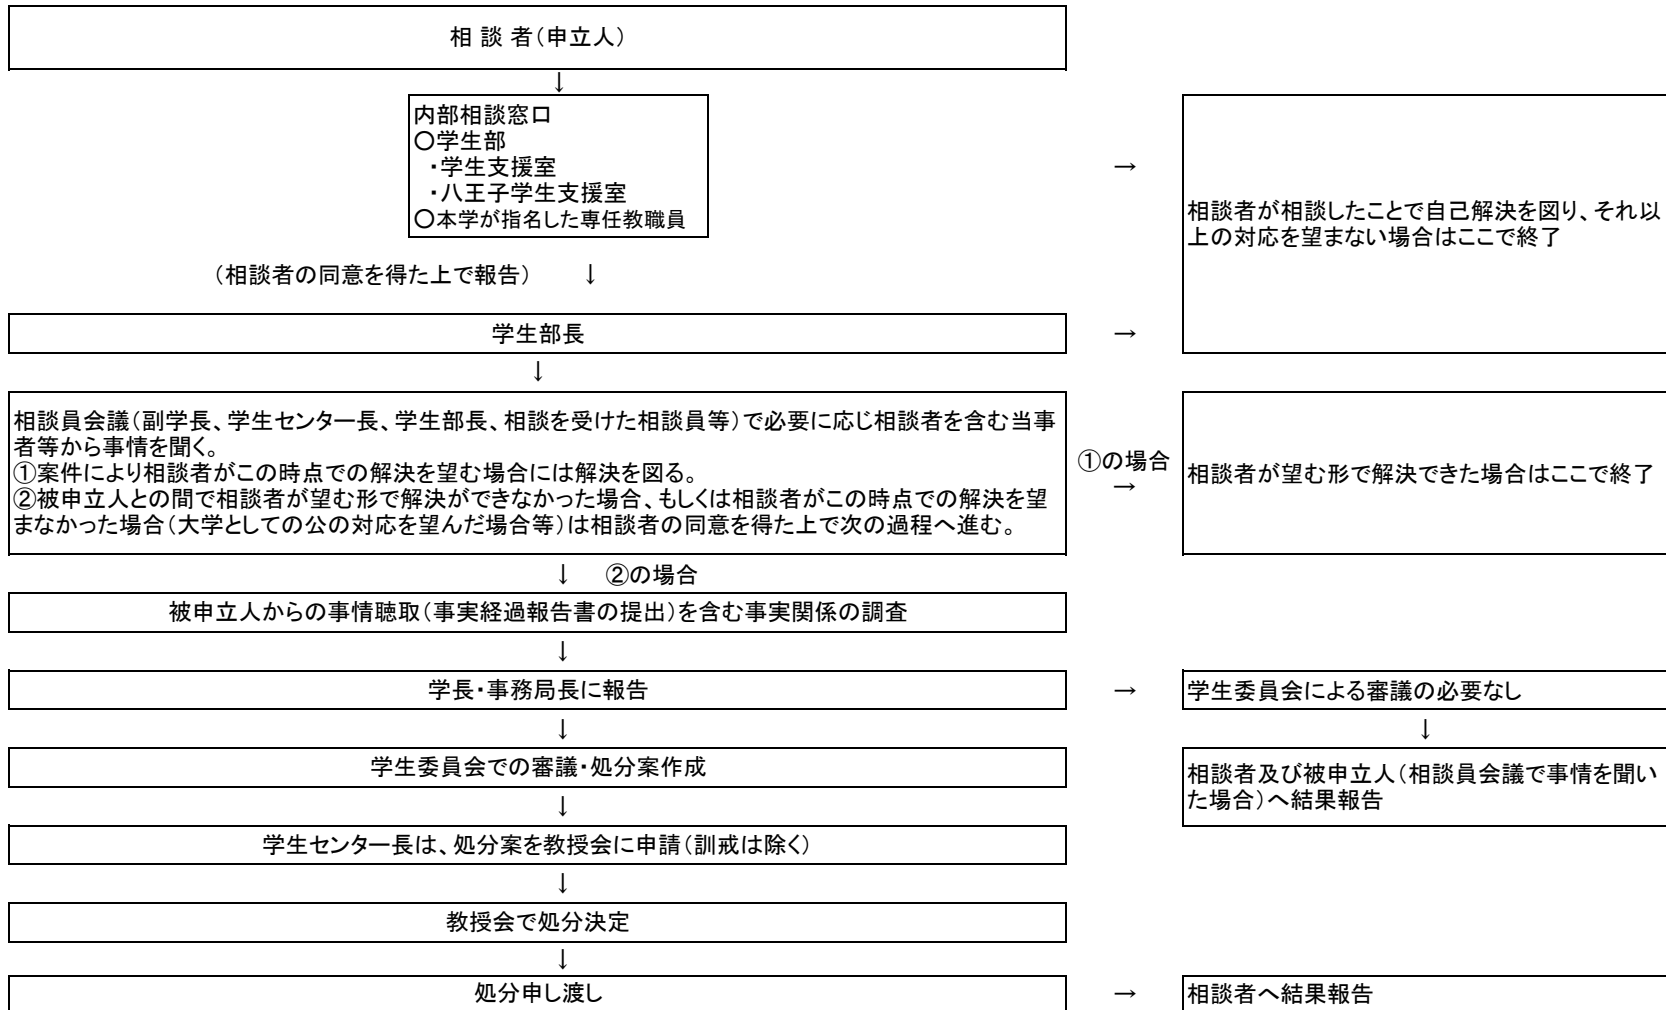 相 談 者（申立人）
↓
内部相談窓口
〇学生部
・学生支援室
・八王子学生支援室
〇本学が指名した専任教職員
→
相談者が相談したことで自己解決を図り、それ以
上の対応を望まない場合はここで終了
（相談者の同意を得た上で報告） ↓
学生部長
→
↓
相談員会議（副学長、学生センター長、学生部長、相談を受けた相談員等）で必要に応じ相談者を含む当事
者等から事情を聞く。
①案件により相談者がこの時点での解決を望む場合には解決を図る。
②被申立人との間で相談者が望む形で解決ができなかった場合、もしくは相談者がこの時点での解決を望
まなかった場合（大学としての公の対応を望んだ場合等）は相談者の同意を得た上で次の過程へ進む。
①の場合
→
相談者が望む形で解決できた場合はここで終了
↓ ②の場合
被申立人からの事情聴取（事実経過報告書の提出）を含む事実関係の調査
↓
学長・事務局長に報告
→
学生委員会による審議の必要なし
↓
↓
学生委員会での審議・処分案作成
相談者及び被申立人（相談員会議で事情を聞い
た場合）へ結果報告
↓
学生センター長は、処分案を教授会に申請（訓戒は除く）
↓
教授会で処分決定
↓
処分申し渡し
→
相談者へ結果報告